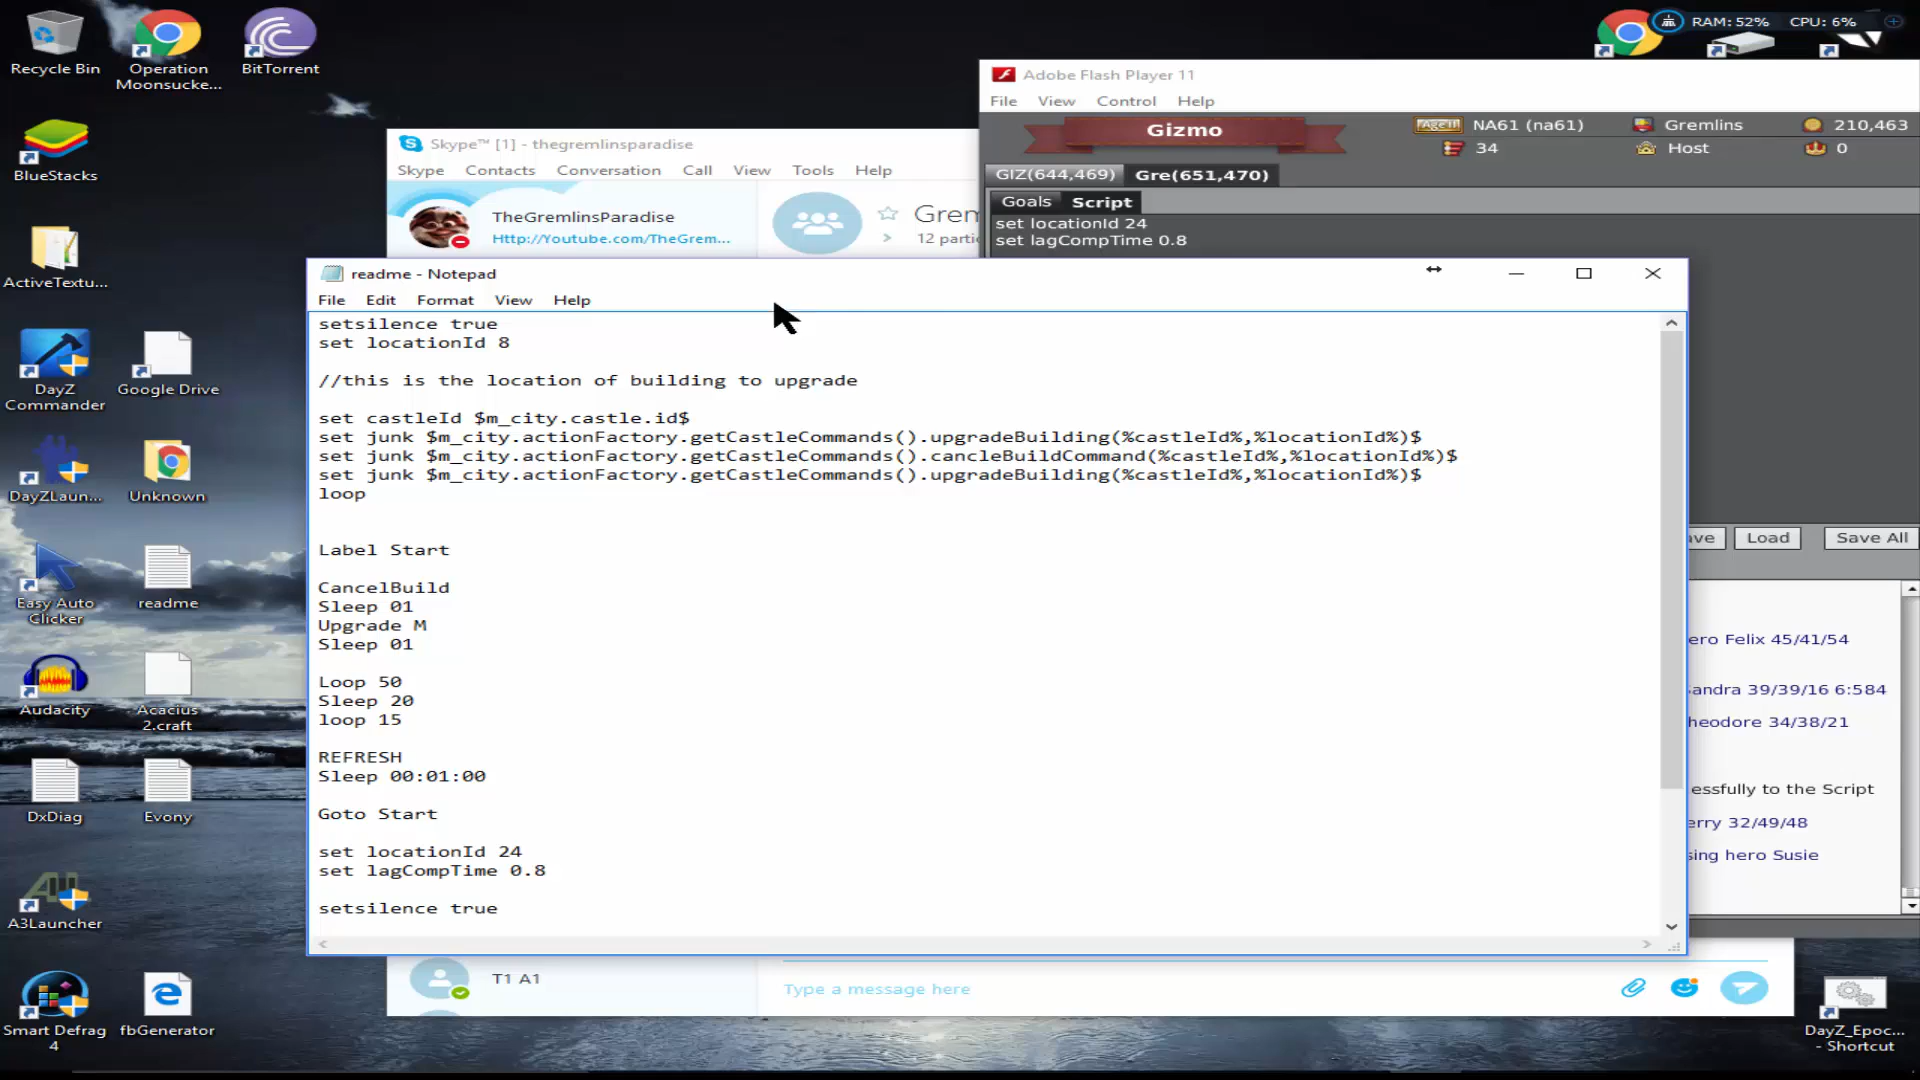 Recycle Bin
Operation
Moonsucke...
BitTorrent
RAM: 52% CPU: 6%
BlueStacks
ActiveTextu...
DayZ
Commander
Google Drive
DayZLaun...
Unknown
Easy Auto
Clicker
readme
Audacity
Acacius
2.craft
DxDiag
Evony
A3Launcher
Smart Defrag
4
fbGenerator
DayZ_Epoc...
- Shortcut
Adobe Flash Player 11
File View Control Help
Gizmo
Age II NA61 (na61) Gremlins 210,463
34 Host 0
GIZ(644,469) Gre(651,470)
Goals Script
set locationId 24
set lagCompTime 0.8
Skype™ [1] - thegremlinsparadise
Skype Contacts Conversation Call View Tools Help
TheGremlinsParadise
Http://Youtube.com/TheGrem...
Grem
12 parti
readme - Notepad
File Edit Format View Help
setsilence true
set locationId 8
//this is the location of building to upgrade
set castleId $m_city.castle.id$
set junk $m_city.actionFactory.getCastleCommands().upgradeBuilding(%castleId%,%locationId%)$
set junk $m_city.actionFactory.getCastleCommands().cancleBuildCommand(%castleId%,%locationId%)$
set junk $m_city.actionFactory.getCastleCommands().upgradeBuilding(%castleId%,%locationId%)$
loop
Label Start
CancelBuild
Sleep 01
Upgrade M
Sleep 01
Loop 50
Sleep 20
loop 15
REFRESH
Sleep 00:01:00
Goto Start
set locationId 24
set lagCompTime 0.8
setsilence true
ave Load Save All
ero Felix 45/41/54
andra 39/39/16 6:584
heodore 34/38/21
essfully to the Script
erry 32/49/48
sing hero Susie
T1 A1
Type a message here